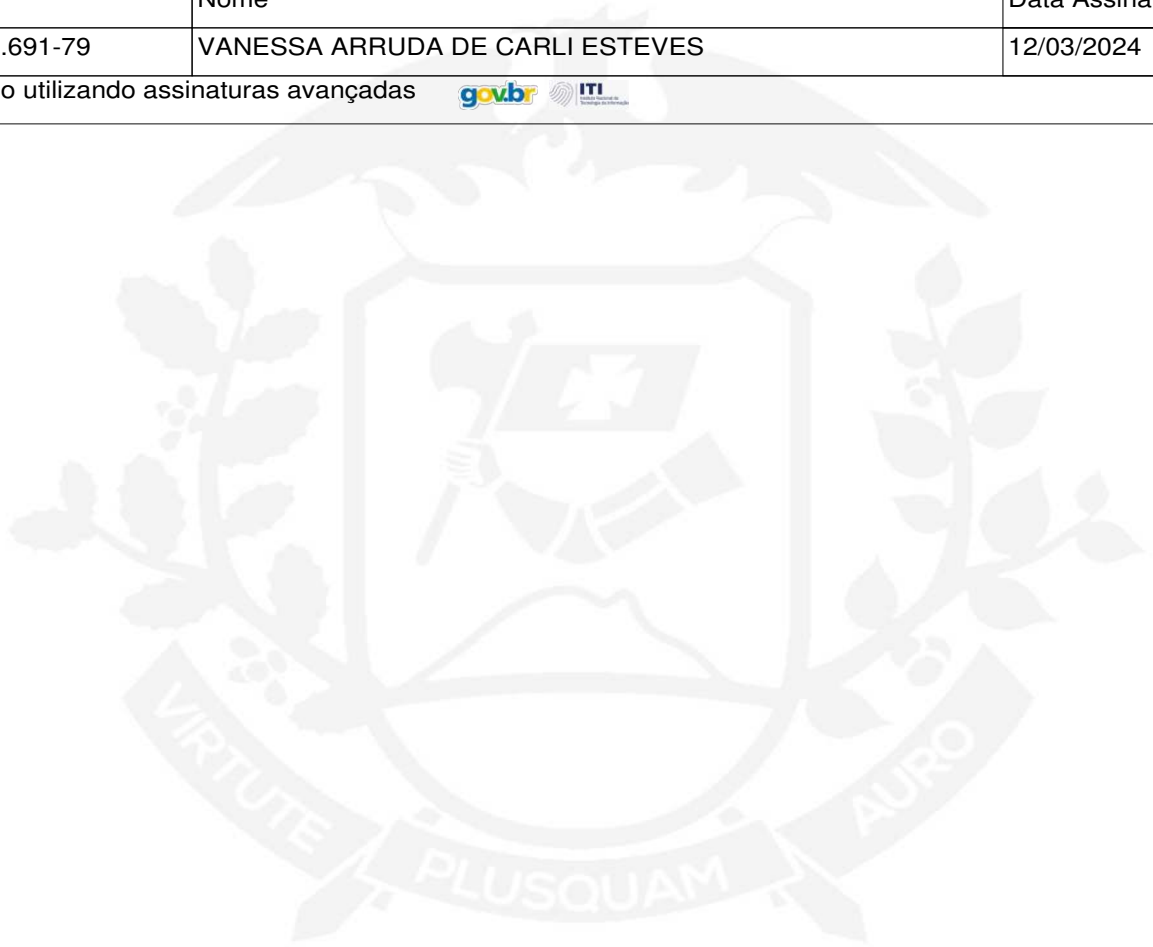 Nome Data Assina
.691-79 VANESSA ARRUDA DE CARLI ESTEVES 12/03/2024
o utilizando assinaturas avançadas gov.br ITI
VIRTUTE PLUSQUAM AURO